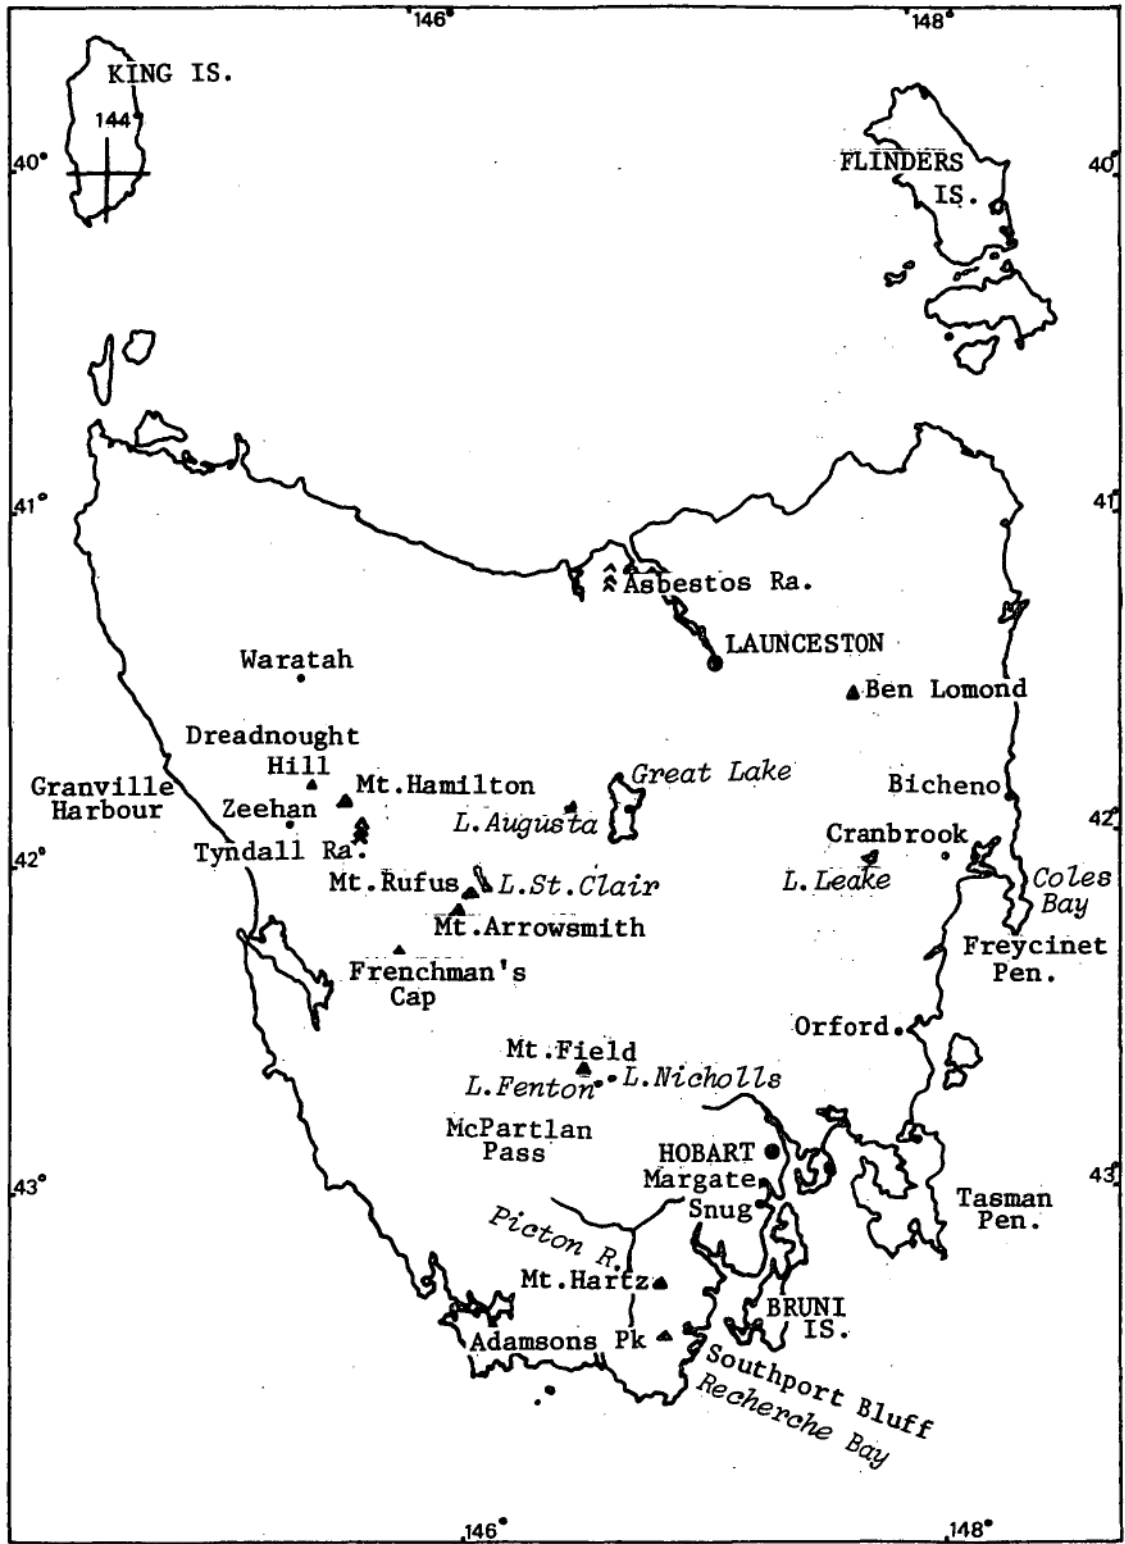 146°
148°
KING IS.
144°
40°
40°
FLINDERS
IS.
41°
41°
Asbestos Ra.
LAUNCESTON
Waratah
Ben Lomond
Dreadnought
Hill
Great Lake
Mt.Hamilton
Granville
Harbour
Bicheno
Zeehan
L.Augusta
42°
Cranbrook
Tyndall Ra.
42°
Mt.Rufus
L.St.Clair
L.Leake
Coles
Bay
Mt.Arrowsmith
Freycinet
Pen.
Frenchman's
Cap
Orford
Mt.Field
L.Nicholls
L.Fenton
McPartlan
Pass
HOBART
Margate
43°
43°
Snug
Tasman
Pen.
Picton R.
Mt.Hartz
BRUNI
IS.
Adamsons Pk
Southport Bluff
Recherche Bay
146°
148°